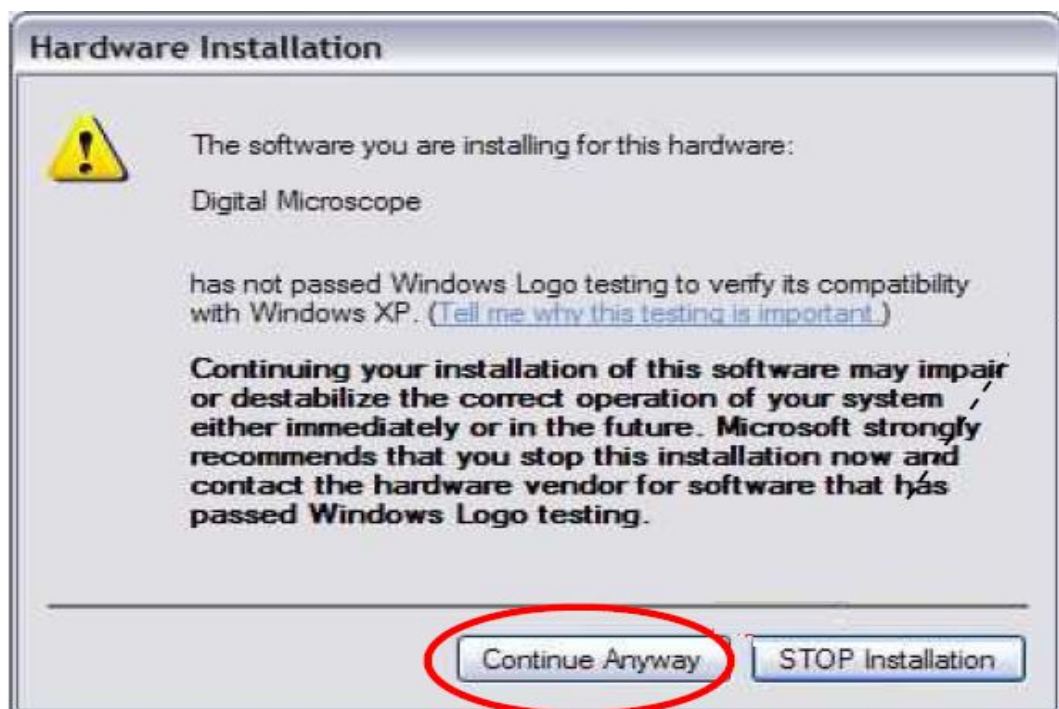 Hardware Installation
The software you are installing for this hardware:
Digital Microscope
has not passed Windows Logo testing to verify its compatibility
with Windows XP. (Tell me why this testing is important.)
Continuing your installation of this software may impair
or destabilize the correct operation of your system
either immediately or in the future. Microsoft strongly
recommends that you stop this installation now and
contact the hardware vendor for software that has
passed Windows Logo testing.
Continue Anyway
STOP Installation